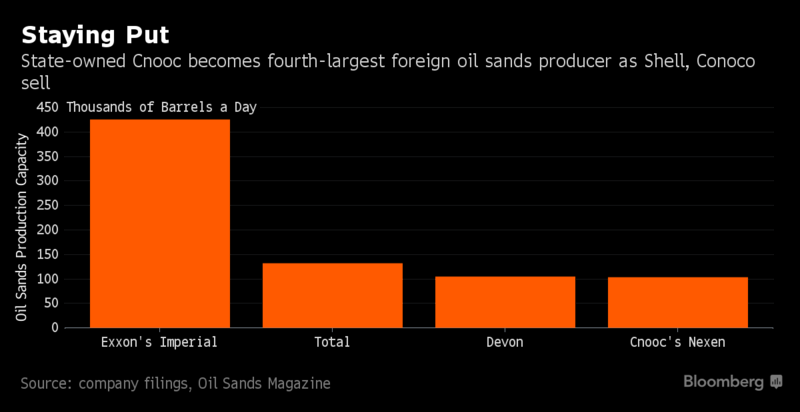 Staying Put
State-owned Cnooc becomes fourth-largest foreign oil sands producer as Shell, Conoco
sell
450 Thousands of Barrels a Day
400
350
300
250
200
150
100
50
0
Oil Sands Production Capacity
Exxon's Imperial Total Devon Cnooc's Nexen
Source: company filings, Oil Sands Magazine
Bloomberg